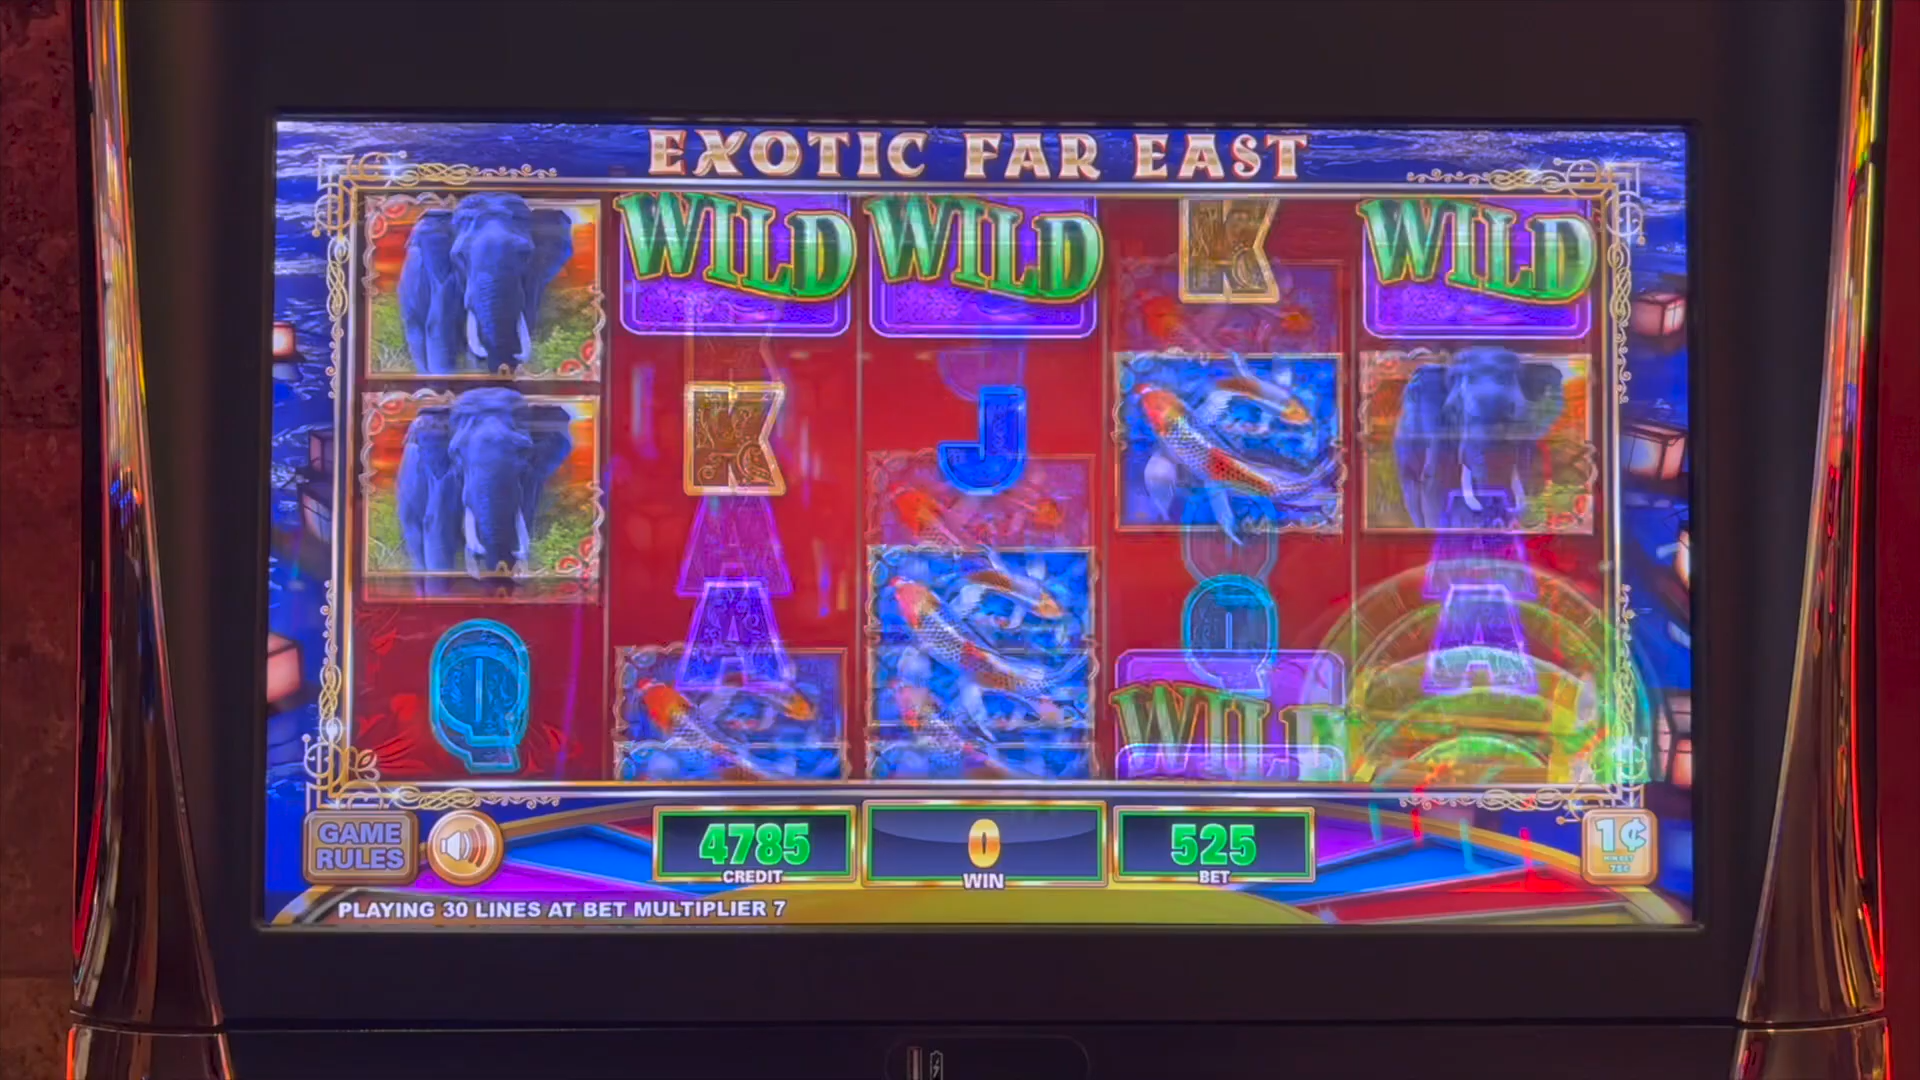 EXOTIC FAR EAST
WILD WILD K WILD
K J
A Q A
Q WILD
GAME RULES
4785 0 525 1¢
CREDIT WIN BET
PLAYING 30 LINES AT BET MULTIPLIER 7